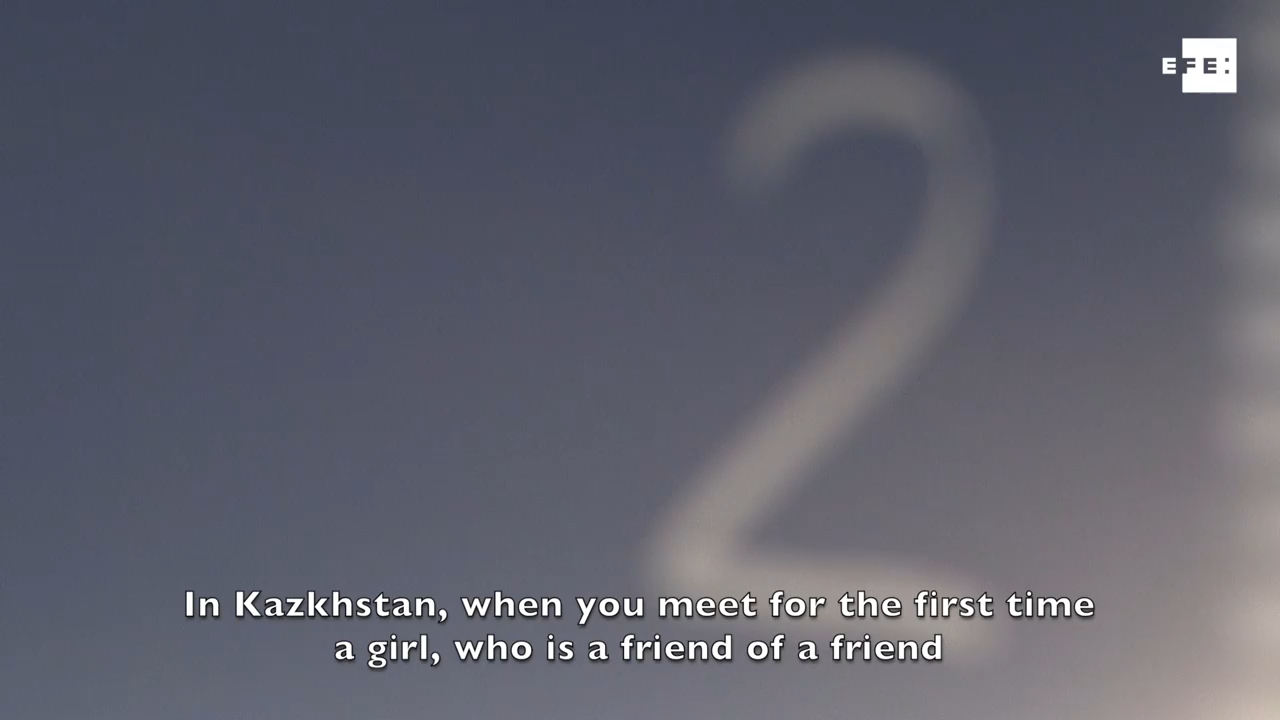 EFE:
2
In Kazkhstan, when you meet for the first time
a girl, who is a friend of a friend